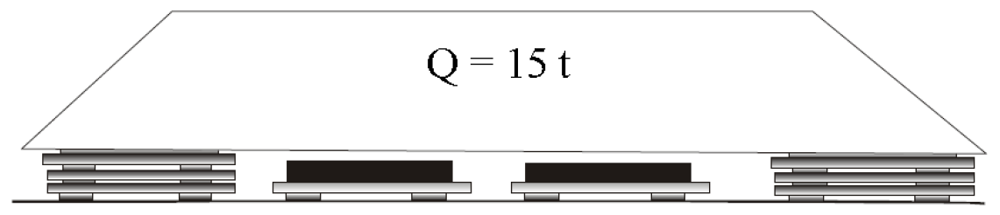 Q = 15 t